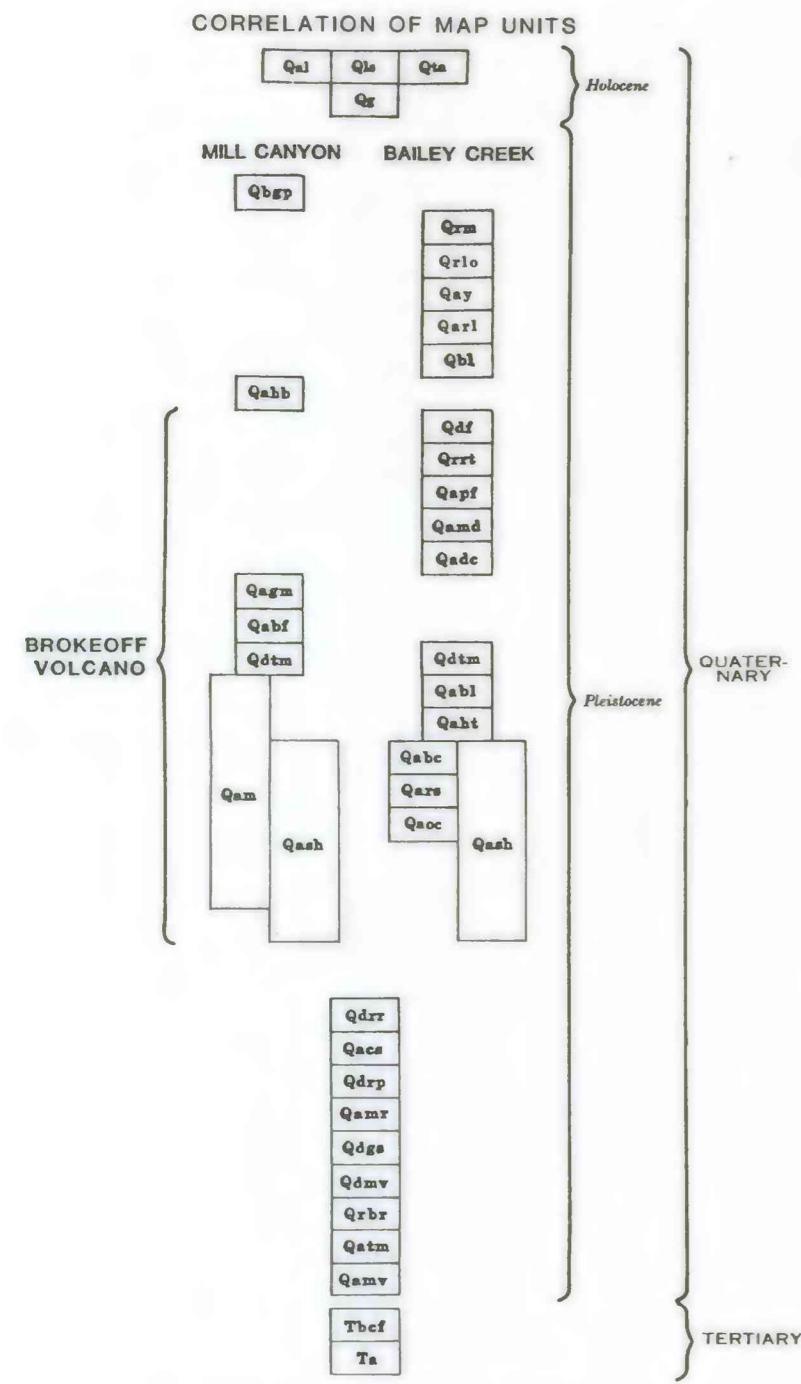 CORRELATION OF MAP UNITS
Qal Qls Qta
Qg
Holocene
MILL CANYON BAILEY CREEK
Qbgp
Qrm
Qrlo
Qay
Qarl
Qbl
Qahb
Qdf
Qrrt
Qapf
Qamd
Qadc
Qagm
Qabf
Qdtm Qdtm
BROKEOFF
VOLCANO
QUATER-
NARY
Qabl
Pleistocene
Qaht
Qabc
Qam Qars
Qaoc
Qash Qash
Qdrr
Qacs
Qdrp
Qamr
Qdgs
Qdmv
Qrbr
Qatm
Qamv
Tbcf
TERTIARY
Ta